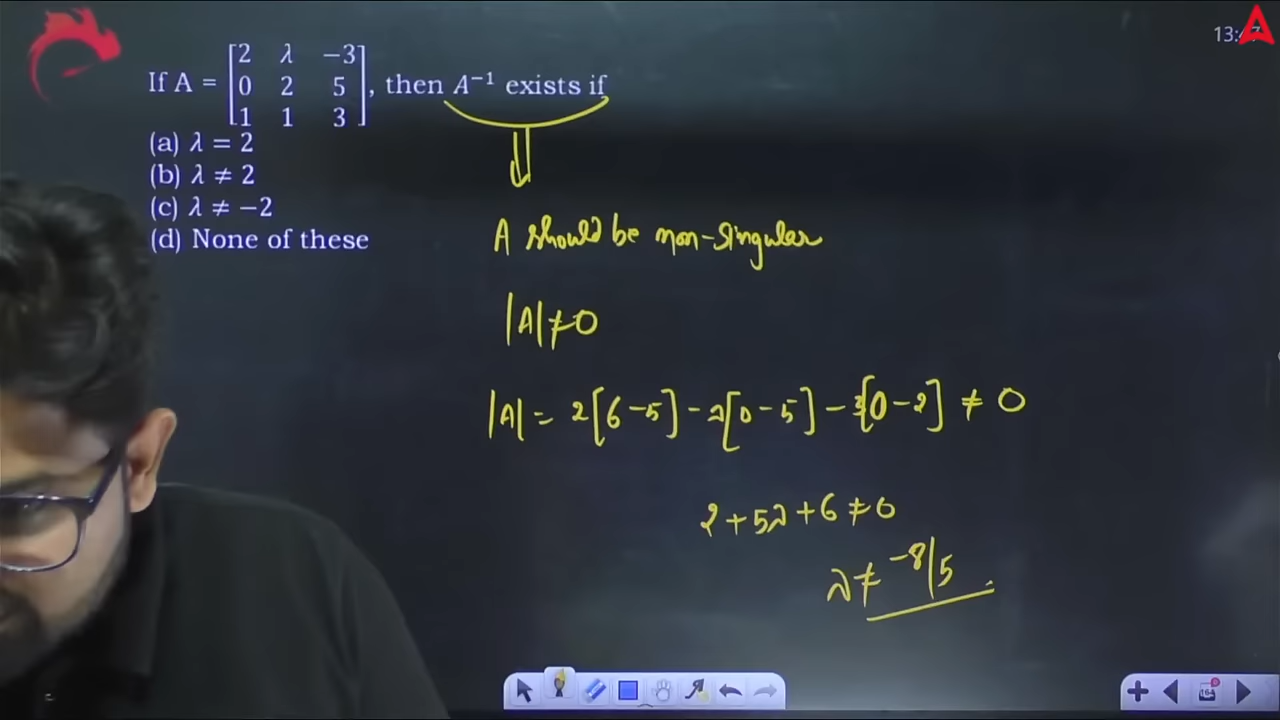 13:47
If A = [2 λ −3
0 2 5
1 1 3], then A⁻¹ exists if
(a) λ = 2
(b) λ ≠ 2
(c) λ ≠ −2
(d) None of these
A should be non-singular
|A| ≠ 0
|A| = 2[6-5] - λ[0-5] - 3[0-2] ≠ 0
2 + 5λ + 6 ≠ 0
λ ≠ -8/5